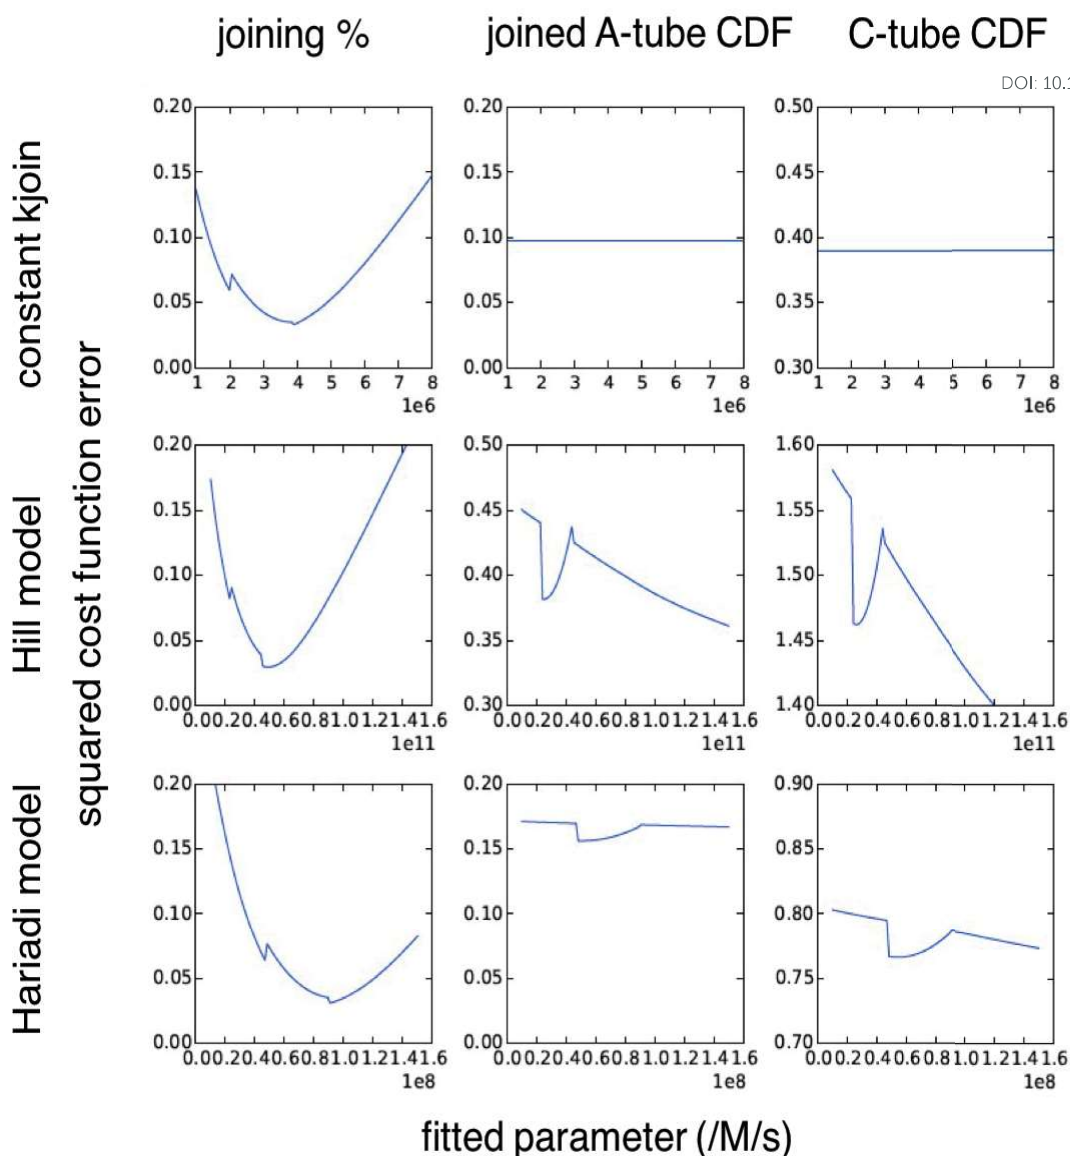 joining %
joined A-tube CDF
C-tube CDF
DOI: 10.1
constant kjoin
Hill model
Hariadi model
squared cost function error
0.20
0.15
0.10
0.05
0.00
1 2 3 4 5 6 7 8
1e6
0.20
0.15
0.10
0.05
0.00
1 2 3 4 5 6 7 8
1e6
0.50
0.45
0.40
0.35
0.30
1 2 3 4 5 6 7 8
1e6
0.20
0.15
0.10
0.05
0.00
0.00.20.40.60.81.01.21.41.6
1e11
0.50
0.45
0.40
0.35
0.30
0.00.20.40.60.81.01.21.41.6
1e11
1.60
1.55
1.50
1.45
1.40
0.00.20.40.60.81.01.21.41.6
1e11
0.20
0.15
0.10
0.05
0.00
0.00.20.40.60.81.01.21.41.6
1e8
0.20
0.15
0.10
0.05
0.00
0.00.20.40.60.81.01.21.41.6
1e8
0.90
0.85
0.80
0.75
0.70
0.00.20.40.60.81.01.21.41.6
1e8
fitted parameter (/M/s)